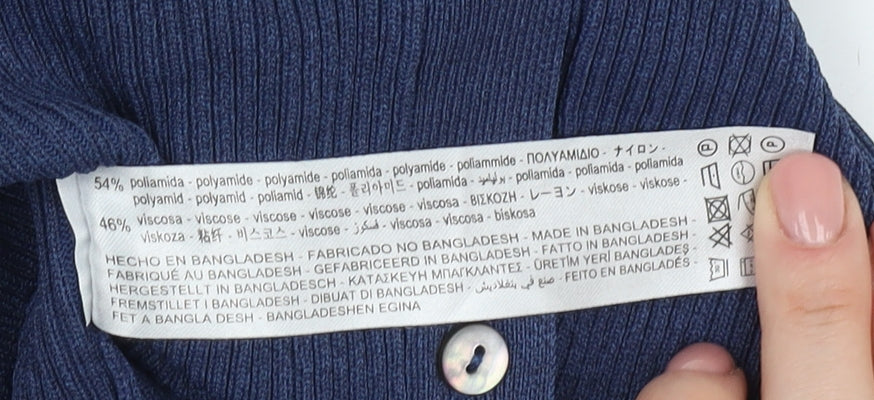 54% poliamida - polyamide - polyamide - poliamida - polyamide - poliammide - ΠΟΛΥΑΜΙΔΙΟ - ナイロン -
polyamid - polyamid - poliamid - 锦纶 - 폴리아미드 - poliamida - بولياميد - poliamida - poliamida - poliamida
46% viscosa - viscose - viscose - viscose - viscose - viscosa - ΒΙΣΚΟΖΗ - レーヨン - viskose - viskose -
viskoza - 粘纤 - 비스코스 - viscose - فسكوز - viscosa - viscosa - biskosa
HECHO EN BANGLADESH - FABRICADO NO BANGLADESH - MADE IN BANGLADESH -
FABRIQUÉ AU BANGLADESH - GEFABRICEERD IN BANGLADESH - FATTO IN BANGLADESH -
HERGESTELLT IN BANGLADESCH - ΚΑΤΑΣΚΕΥΗ ΜΠΑΓΚΛΑΝΤΕΣ - ÜRETİM YERİ BANGLADEŞ -
FREMSTILLET I BANGLADESH - DIBUAT DI BANGLADESH - صنع في بنغلاديش - FEITO EN BANGLADÉS -
FET A BANGLA DESH - BANGLADESHEN EGINA